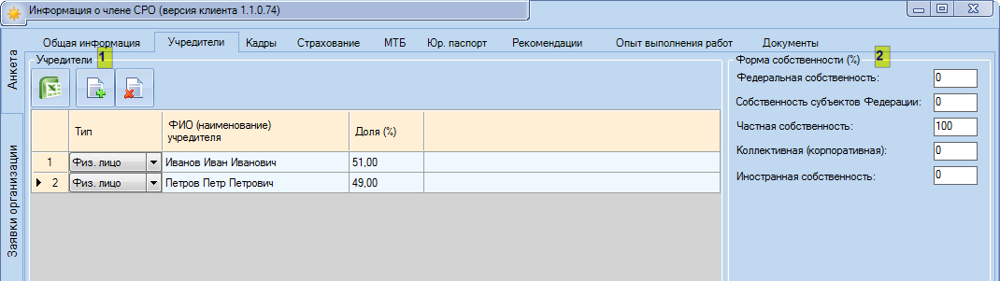 Информация о члене СРО (версия клиента 1.1.0.74)
Общая информация Учредители Кадры Страхование МТБ Юр. паспорт Рекомендации Опыт выполнения работ Документы
Анкета
Заявки организации
Учредители 1
Тип ФИО (наименование) учредителя Доля (%)
1 Физ. лицо Иванов Иван Иванович 51,00
2 Физ. лицо Петров Петр Петрович 49,00
Форма собственности (%) 2
Федеральная собственность: 0
Собственность субъектов Федерации: 0
Частная собственность: 100
Коллективная (корпоративная): 0
Иностранная собственность: 0